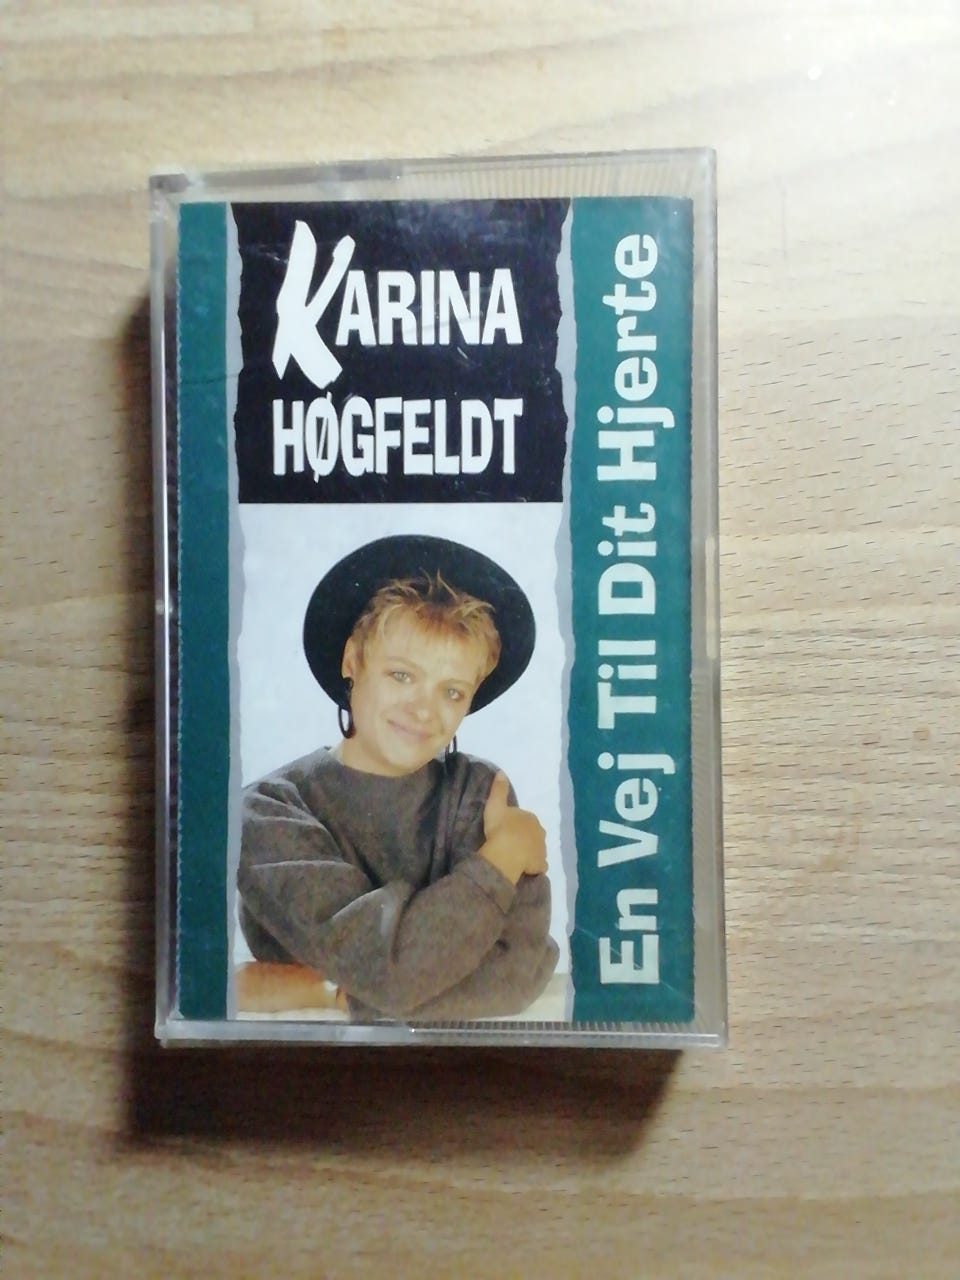 KARINA
HØGFELDT
En Vej Til Dit Hjerte